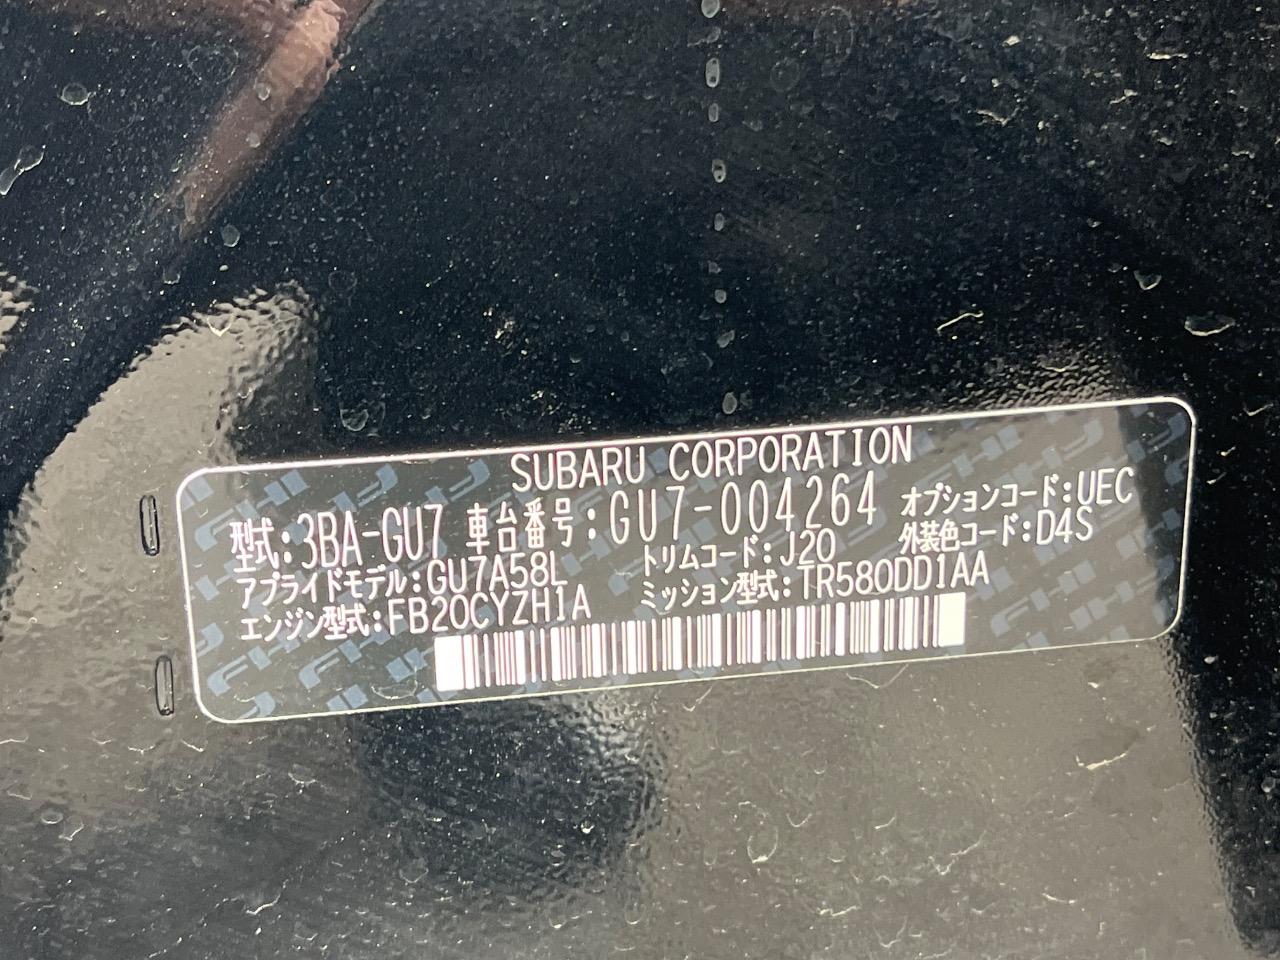 SUBARU CORPORATION
型式:3BA-GU7 車台番号:GU7-004264 オプションコード:UEC
アプライドモデル:GU7A58L トリムコード:J20 外装色コード:D4S
エンジン型式:FB20CYZH1A ミッション型式:TR580DD1AA